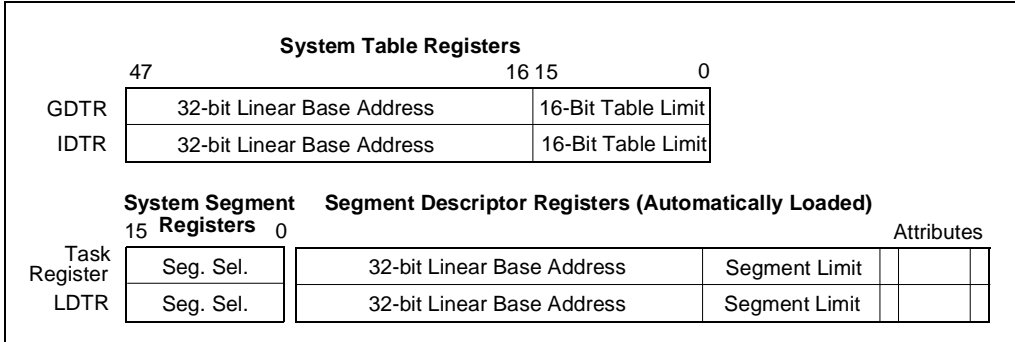 System Table Registers
47 16 15 0
GDTR 32-bit Linear Base Address 16-Bit Table Limit
IDTR 32-bit Linear Base Address 16-Bit Table Limit
System Segment Segment Descriptor Registers (Automatically Loaded)
15 Registers 0 Attributes
Task
Register Seg. Sel. 32-bit Linear Base Address Segment Limit
LDTR Seg. Sel. 32-bit Linear Base Address Segment Limit